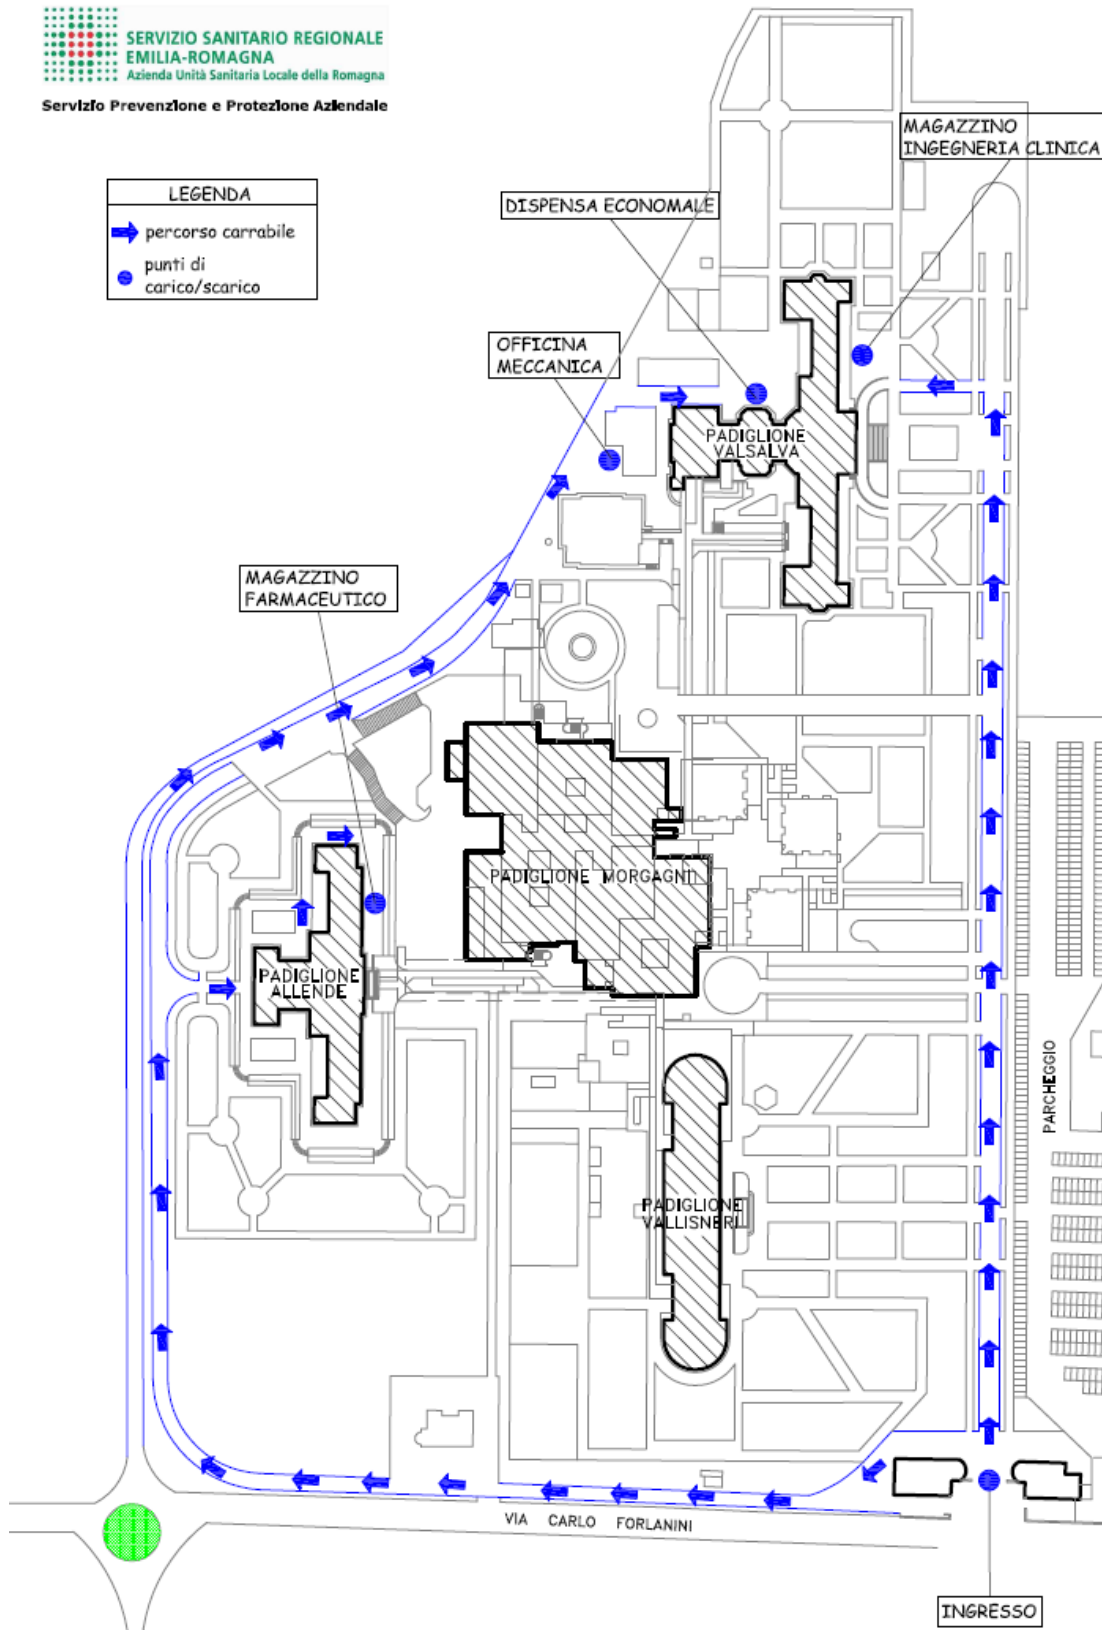 SERVIZIO SANITARIO REGIONALE
EMILIA-ROMAGNA
Azienda Unità Sanitaria Locale della Romagna
Servizio Prevenzione e Protezione Aziendale
LEGENDA
percorso carrabile
punti di
carico/scarico
MAGAZZINO
INGEGNERIA CLINICA
DISPENSA ECONOMALE
OFFICINA
MECCANICA
PADIGLIONE
VALSALVA
MAGAZZINO
FARMACEUTICO
PADIGLIONE MORGAGNI
PADIGLIONE
ALLENDE
PARCHEGGIO
PADIGLIONE
VALLISNERI
VIA CARLO FORLANINI
INGRESSO